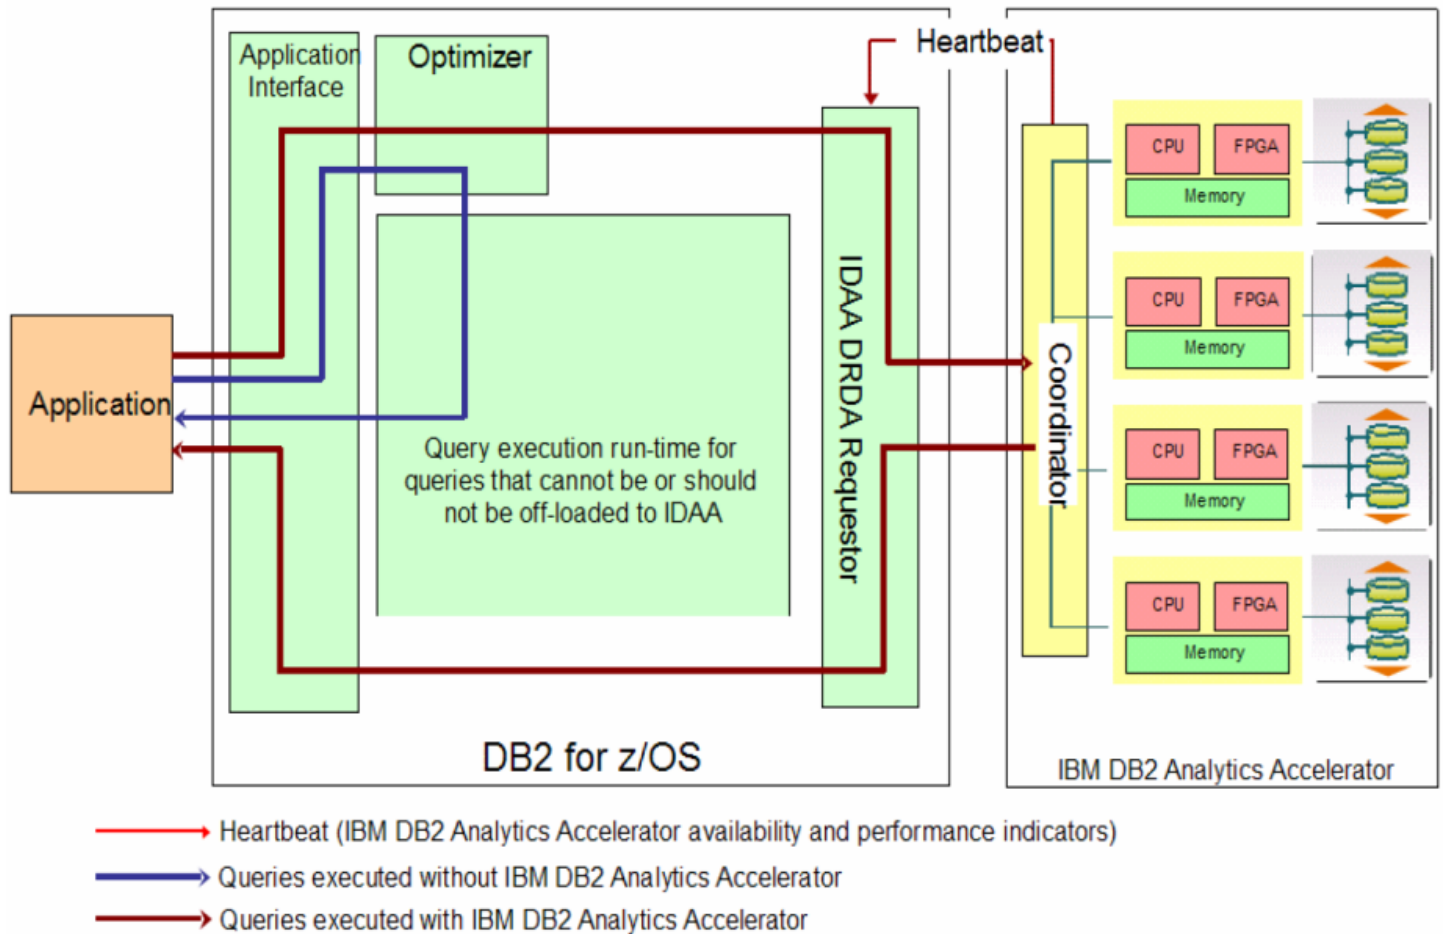 Heartbeat
Application
Interface
Optimizer
CPU
FPGA
Memory
CPU
FPGA
Memory
IDAA DRDA Requestor
Coordinator
Application
Query execution run-time for
queries that cannot be or should
not be off-loaded to IDAA
CPU
FPGA
Memory
CPU
FPGA
Memory
DB2 for z/OS
IBM DB2 Analytics Accelerator
Heartbeat (IBM DB2 Analytics Accelerator availability and performance indicators)
Queries executed without IBM DB2 Analytics Accelerator
Queries executed with IBM DB2 Analytics Accelerator